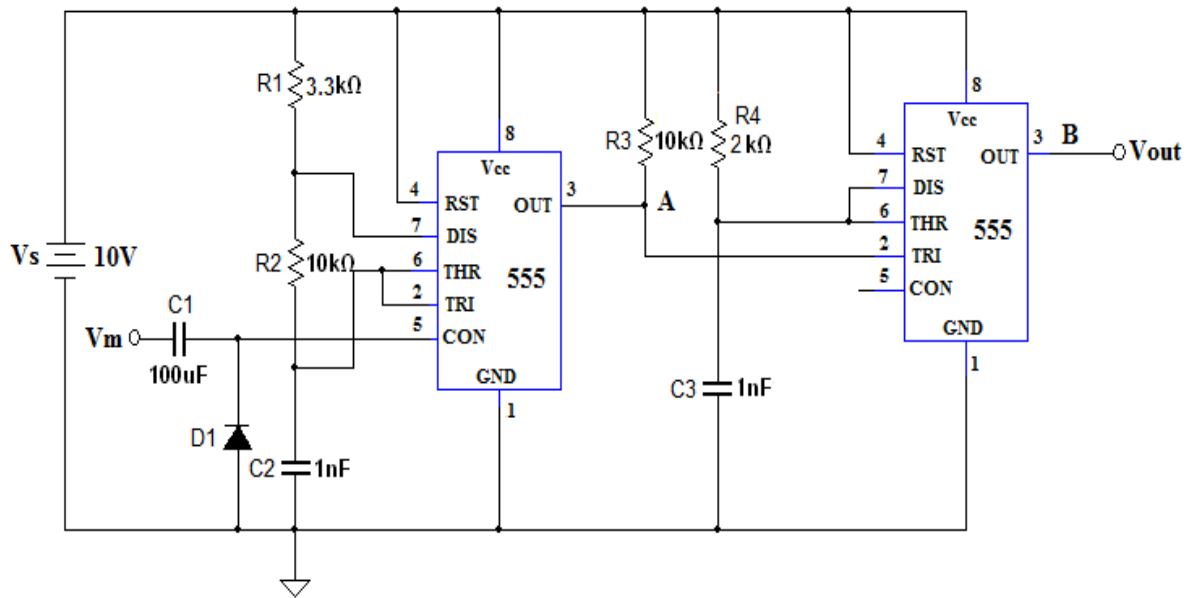 R1
3.3kΩ
R2
10kΩ
Vs
10V
C1
Vm
100uF
D1
C2
1nF
8
Vcc
4
RST
OUT
3
7
DIS
6
THR
555
2
TRI
5
CON
GND
1
A
R3
10kΩ
R4
2kΩ
C3
1nF
8
Vcc
4
RST
OUT
3
B
Vout
7
DIS
6
THR
555
2
TRI
5
CON
GND
1